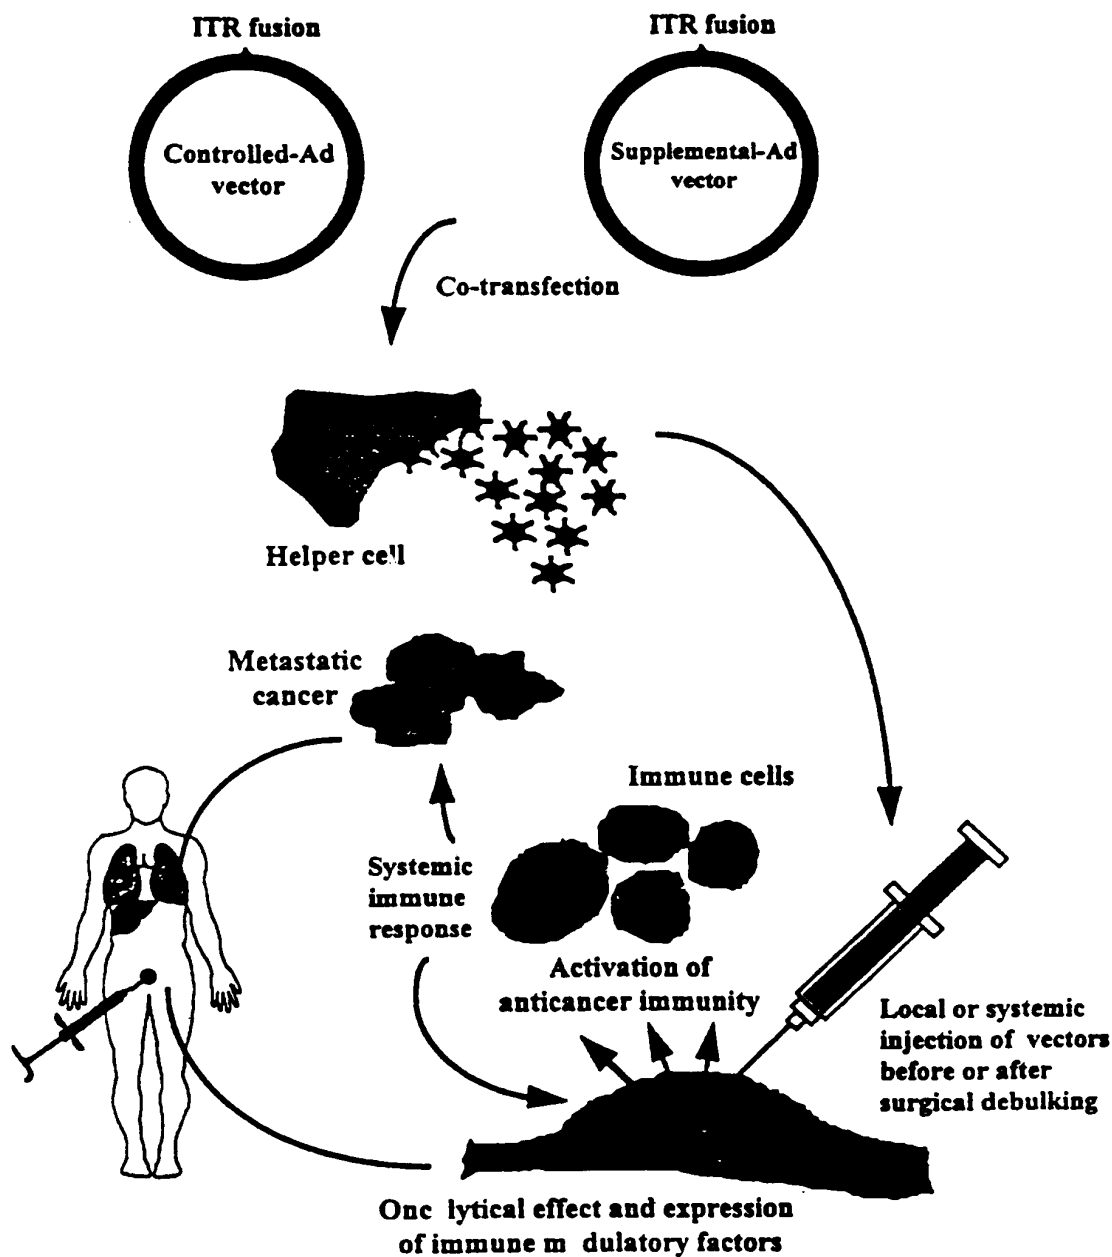 ITR fusion
ITR fusion
Controlled-Ad
vector
Supplemental-Ad
vector
Co-transfection
Helper cell
Metastatic
cancer
Immune cells
Systemic
immune
response
Activation of
anticancer immunity
Local or systemic
injection of vectors
before or after
surgical debulking
Onc lytical effect and expression
of immune m dulatory factors